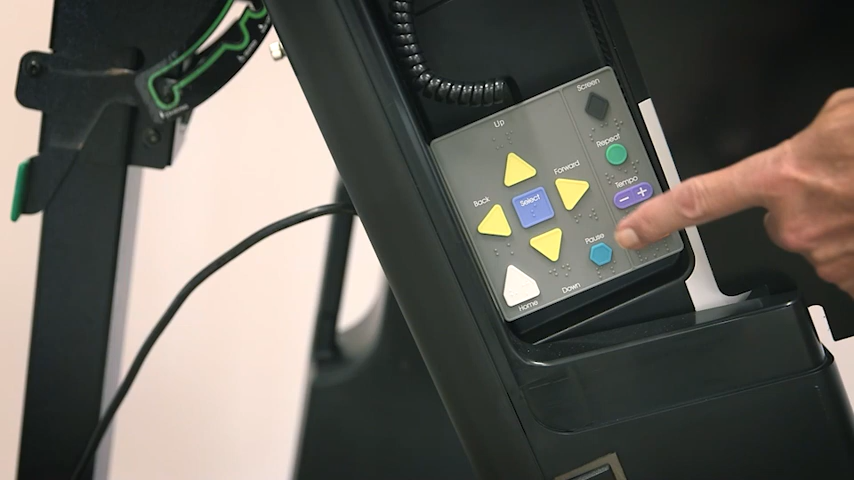 Screen
Up
Repeat
Forward
Tempo
− +
Back
Select
Pause
Down
Home